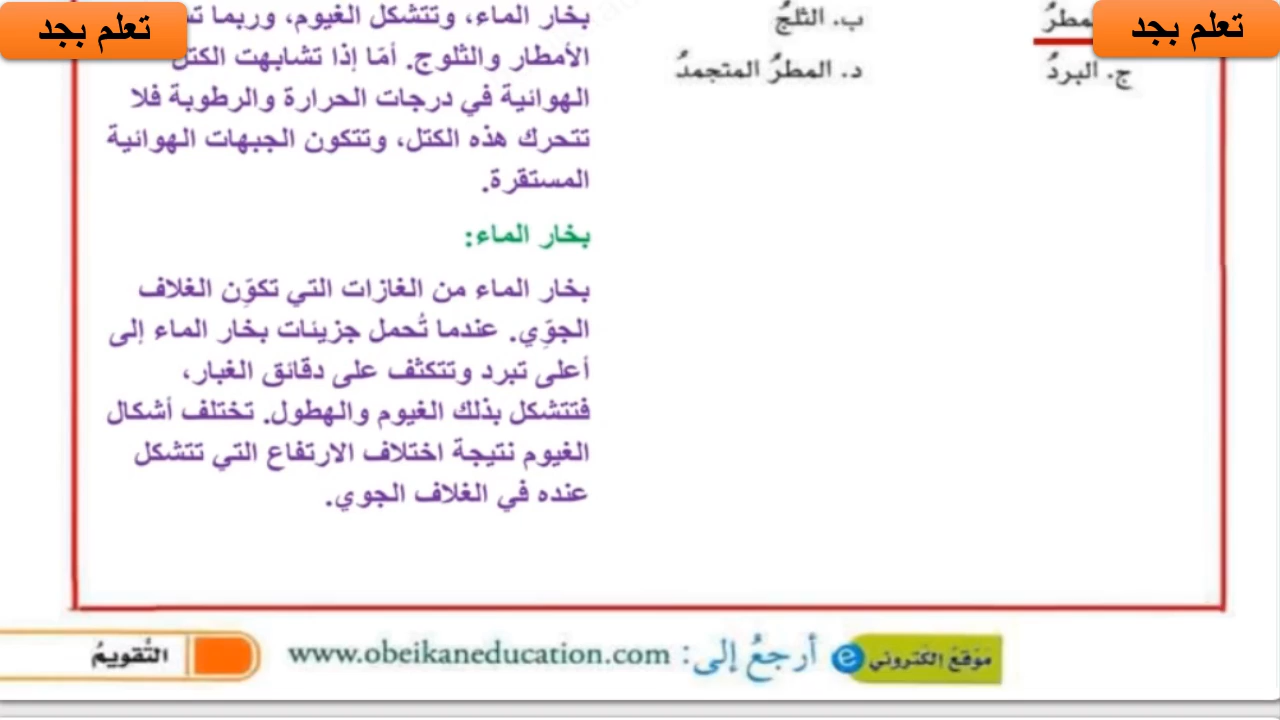 تعلم بجد
تعلم بجد
ب. الثلجُ
ج. البردُ
د. المطرُ المتجمدُ
بخار الماء، وتتشكل الغيوم، وربما
الأمطار والثلوج. أمّا إذا تشابهت الكتل
الهوائية في درجات الحرارة والرطوبة فلا
تتحرك هذه الكتل، وتتكون الجبهات الهوائية
المستقرة.
بخار الماء:
بخار الماء من الغازات التي تكوِّن الغلاف
الجوِّي. عندما تُحمل جزيئات بخار الماء إلى
أعلى تبرد وتتكثف على دقائق الغبار،
فتتشكل بذلك الغيوم والهطول. تختلف أشكال
الغيوم نتيجة اختلاف الارتفاع التي تتشكل
عنده في الغلاف الجوي.
موقعٌ إلكتروني e أرجعُ إلى: www.obeikaneducation.com
التَّقويمُ